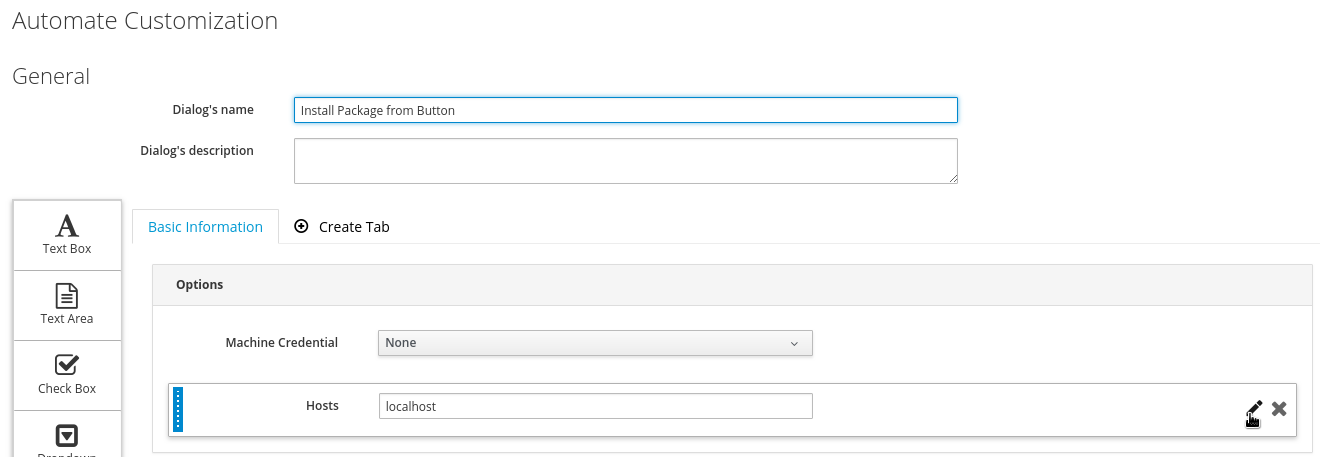 Automate Customization
General
Dialog's name
Install Package from Button
Dialog's description
Text Box
Text Area
Check Box
Dropdown
Basic Information
Create Tab
Options
Machine Credential
None
Hosts
localhost